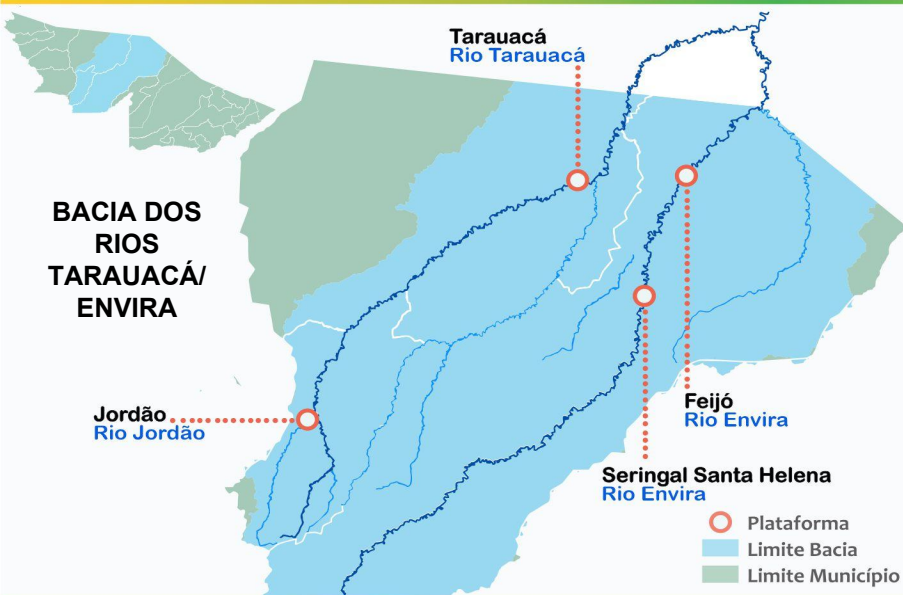 Tarauacá
Rio Tarauacá
BACIA DOS
RIOS
TARAUACÁ/
ENVIRA
Jordão
Rio Jordão
Feijó
Rio Envira
Seringal Santa Helena
Rio Envira
Plataforma
Limite Bacia
Limite Município